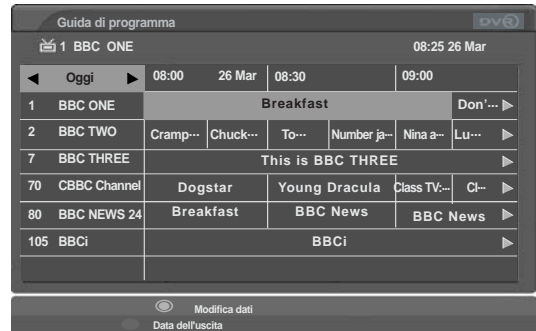 Guida di programma DVR
1 BBC ONE 08:25 26 Mar
◀ Oggi ▶ 08:00 26 Mar 08:30 09:00
1 BBC ONE Breakfast Don'··· ▶
2 BBC TWO Cramp··· Chuck··· To··· Number ja··· Nina a··· Lu··· ▶
7 BBC THREE This is BBC THREE ▶
70 CBBC Channel Dogstar Young Dracula Class TV:··· Cl··· ▶
80 BBC NEWS 24 Breakfast BBC News BBC News ▶
105 BBCi BBCi ▶
Modifica dati
Data dell'uscita